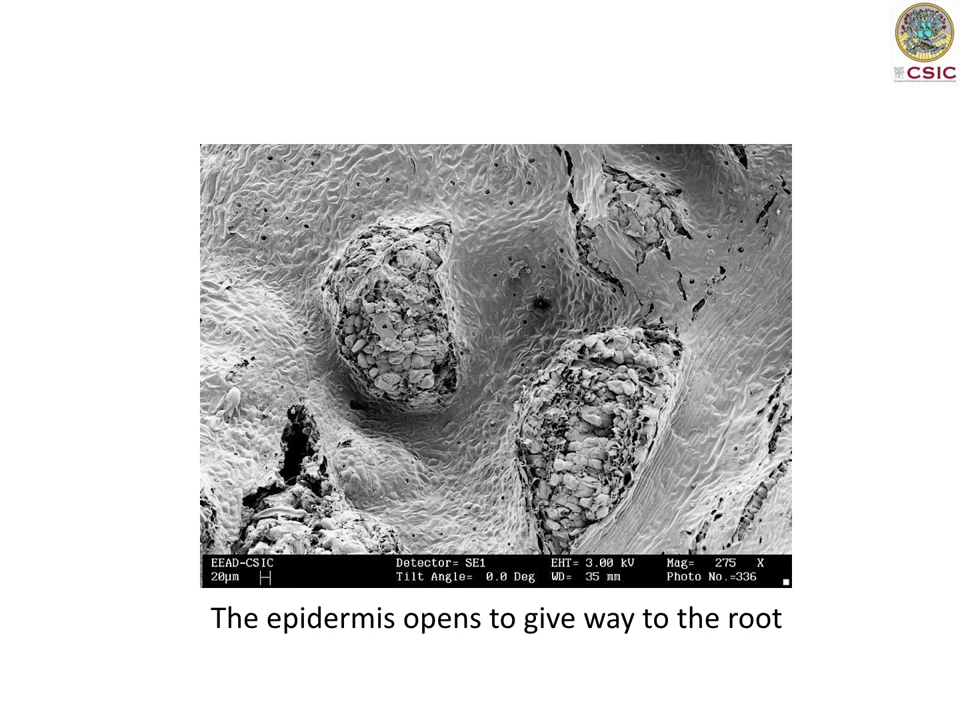 CSIC
EEAD-CSIC Detector= SE1 EHT= 3.00 kV Mag= 275 X
20µm Tilt Angle= 0.0 Deg WD= 35 mm Photo No.=336
The epidermis opens to give way to the root